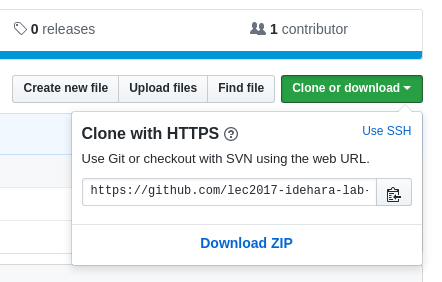 0 releases
1 contributor
Create new file
Upload files
Find file
Clone or download
Clone with HTTPS
Use SSH
Use Git or checkout with SVN using the web URL.
https://github.com/lec2017-idehara-lab-
Download ZIP